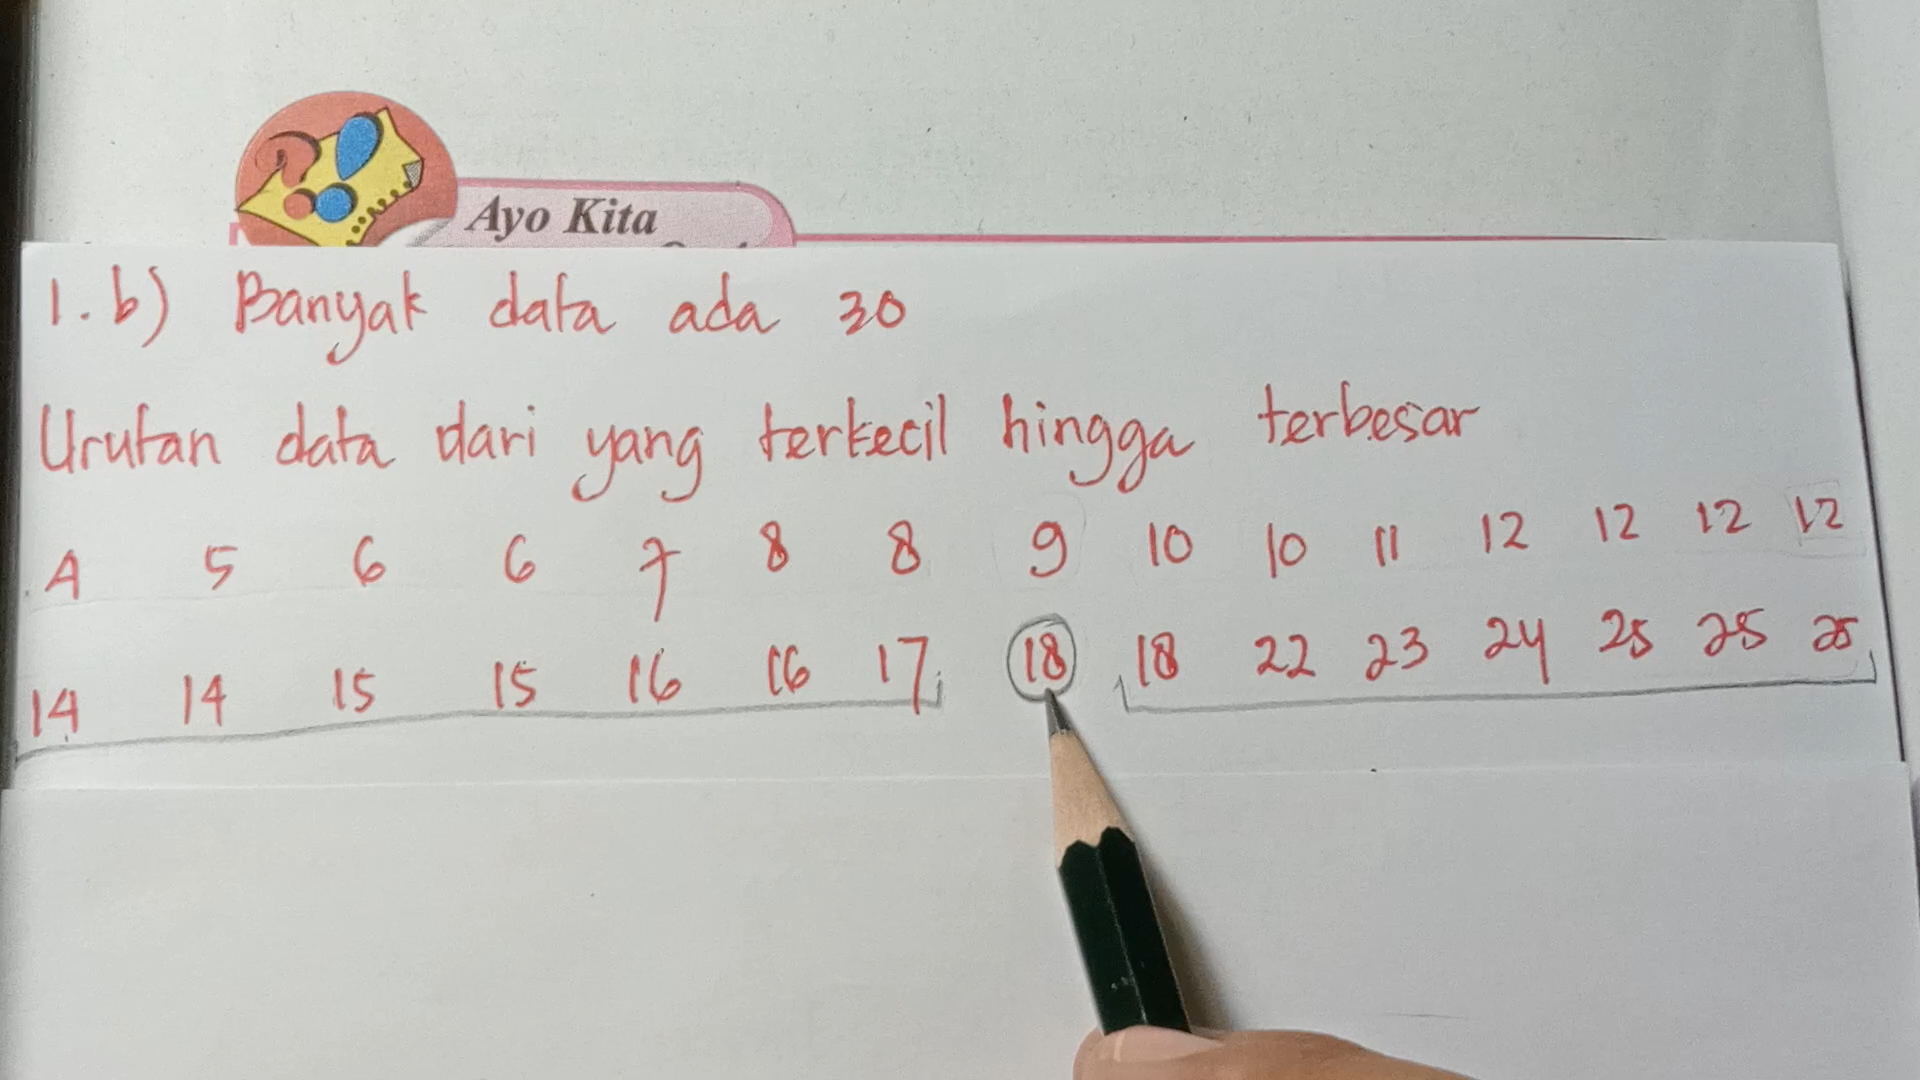 Ayo Kita
1. b) Banyak data ada 30
Urutan data dari yang terkecil hingga terbesar
4 5 6 6 7 8 8 9 10 10 11 12 12 12 12
14 14 15 15 16 16 17 18 18 22 23 24 25 25 25